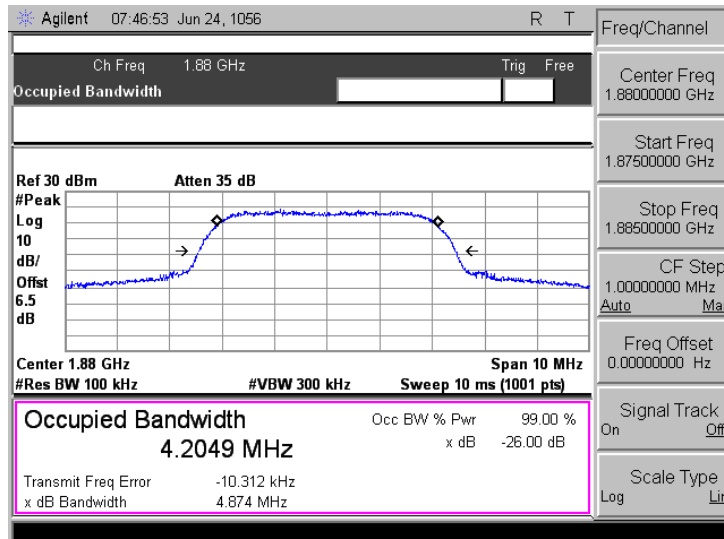 Agilent 07:46:53 Jun 24, 1056 R T
Ch Freq 1.88 GHz Trig Free
Occupied Bandwidth
Ref 30 dBm Atten 35 dB
#Peak
Log
10
dB/
Offst
6.5
dB
Center 1.88 GHz Span 10 MHz
#Res BW 100 kHz #VBW 300 kHz Sweep 10 ms (1001 pts)
Occupied Bandwidth Occ BW % Pwr 99.00 %
4.2049 MHz x dB -26.00 dB
Transmit Freq Error -10.312 kHz
x dB Bandwidth 4.874 MHz
Freq/Channel
Center Freq
1.88000000 GHz
Start Freq
1.87500000 GHz
Stop Freq
1.88500000 GHz
CF Step
1.00000000 MHz
Auto Ma
Freq Offset
0.00000000 Hz
Signal Track
On Off
Scale Type
Log Lin